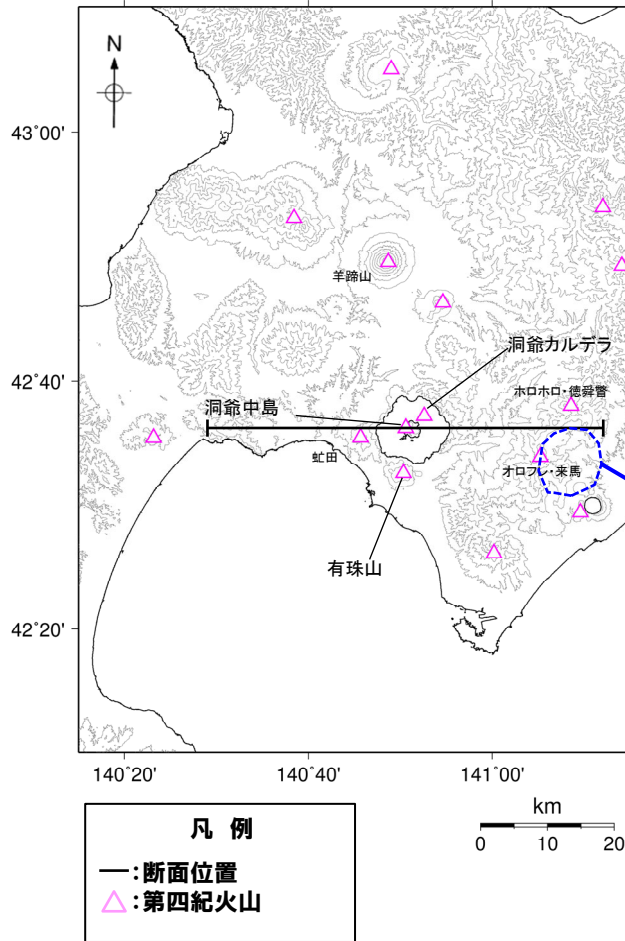 N
43°00'
羊蹄山
洞爺カルデラ
42°40'
ホロホロ・徳舜瞥
洞爺中島
虻田
オロフレ・来馬
有珠山
42°20'
140°20'
140°40'
141°00'
凡 例
:断面位置
:第四紀火山
km
0 10 20